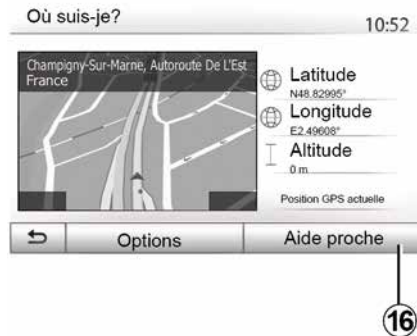 Où suis-je?
10:52
Champigny-Sur-Marne, Autoroute De L'Est
France
Latitude
N48.82995°
Longitude
E2.49608°
Altitude
0 m
Position GPS actuelle
Options
Aide proche
16